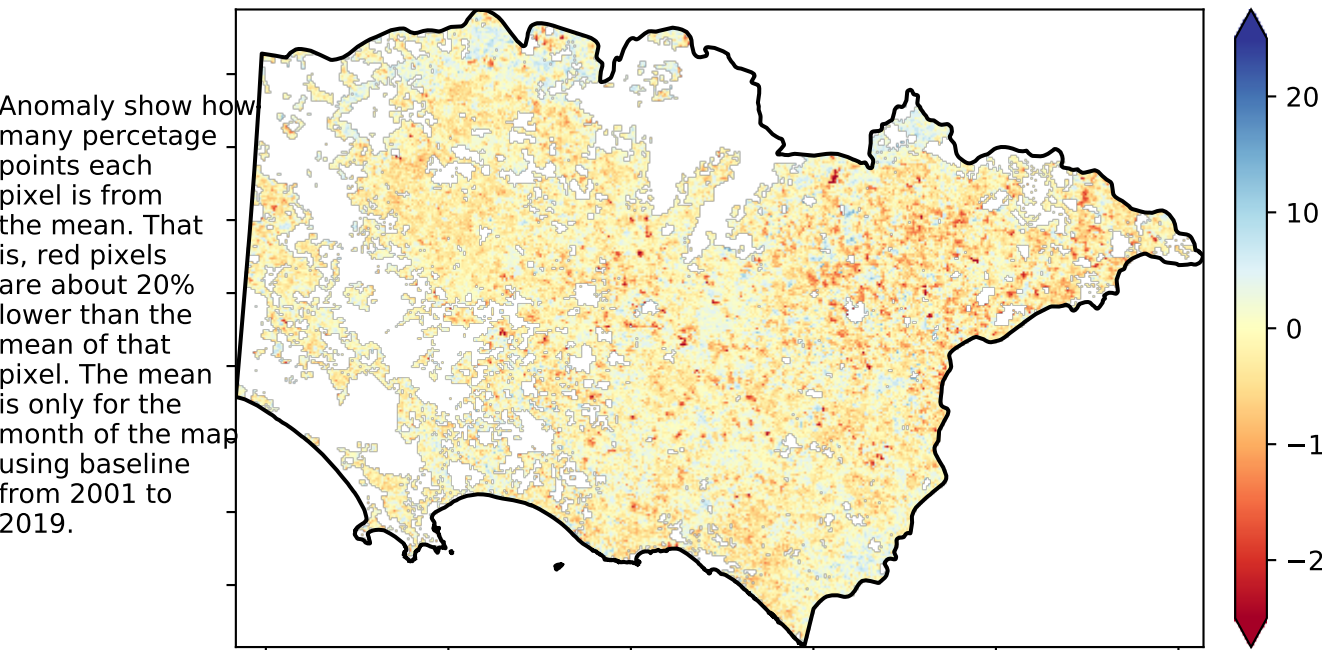 Anomaly show how
many percetage
points each
pixel is from
the mean. That
is, red pixels
are about 20%
lower than the
mean of that
pixel. The mean
is only for the
month of the map
using baseline
from 2001 to
2019.
20
10
0
−1
−2